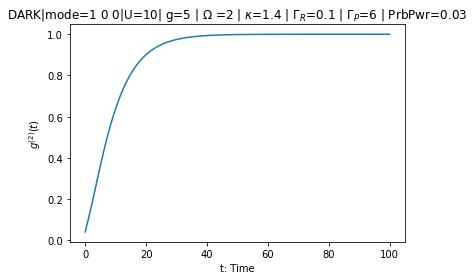 DARK|mode=1 0 0|U=10| g=5 | Ω =2 | κ=1.4 | Γ_R=0.1 | Γ_P=6 | PrbPwr=0.03
1.0
0.8
0.6
0.4
0.2
0.0
g^(2)(t)
0 20 40 60 80 100
t: Time